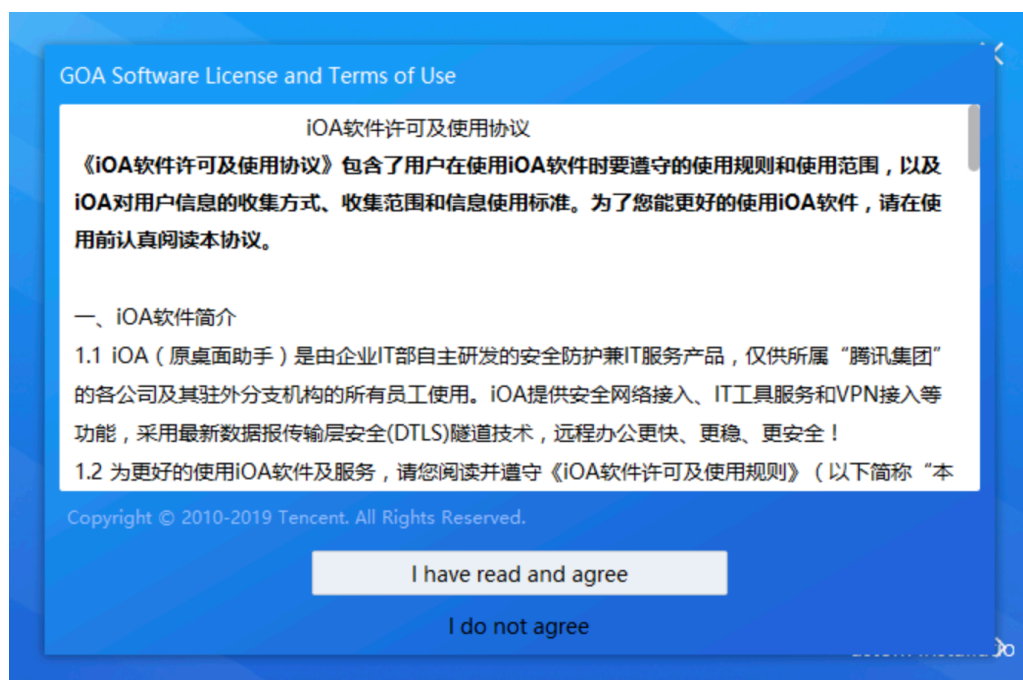 GOA Software License and Terms of Use
iOA软件许可及使用协议
《iOA软件许可及使用协议》包含了用户在使用iOA软件时要遵守的使用规则和使用范围，以及
iOA对用户信息的收集方式、收集范围和信息使用标准。为了您能更好的使用iOA软件，请在使
用前认真阅读本协议。
一、iOA软件简介
1.1 iOA（原桌面助手）是由企业IT部自主研发的安全防护兼IT服务产品，仅供所属“腾讯集团”
的各公司及其驻外分支机构的所有员工使用。iOA提供安全网络接入、IT工具服务和VPN接入等
功能，采用最新数据报传输层安全(DTLS)隧道技术，远程办公更快、更稳、更安全！
1.2 为更好的使用iOA软件及服务，请您阅读并遵守《iOA软件许可及使用规则》（以下简称“本
Copyright © 2010-2019 Tencent. All Rights Reserved.
I have read and agree
I do not agree